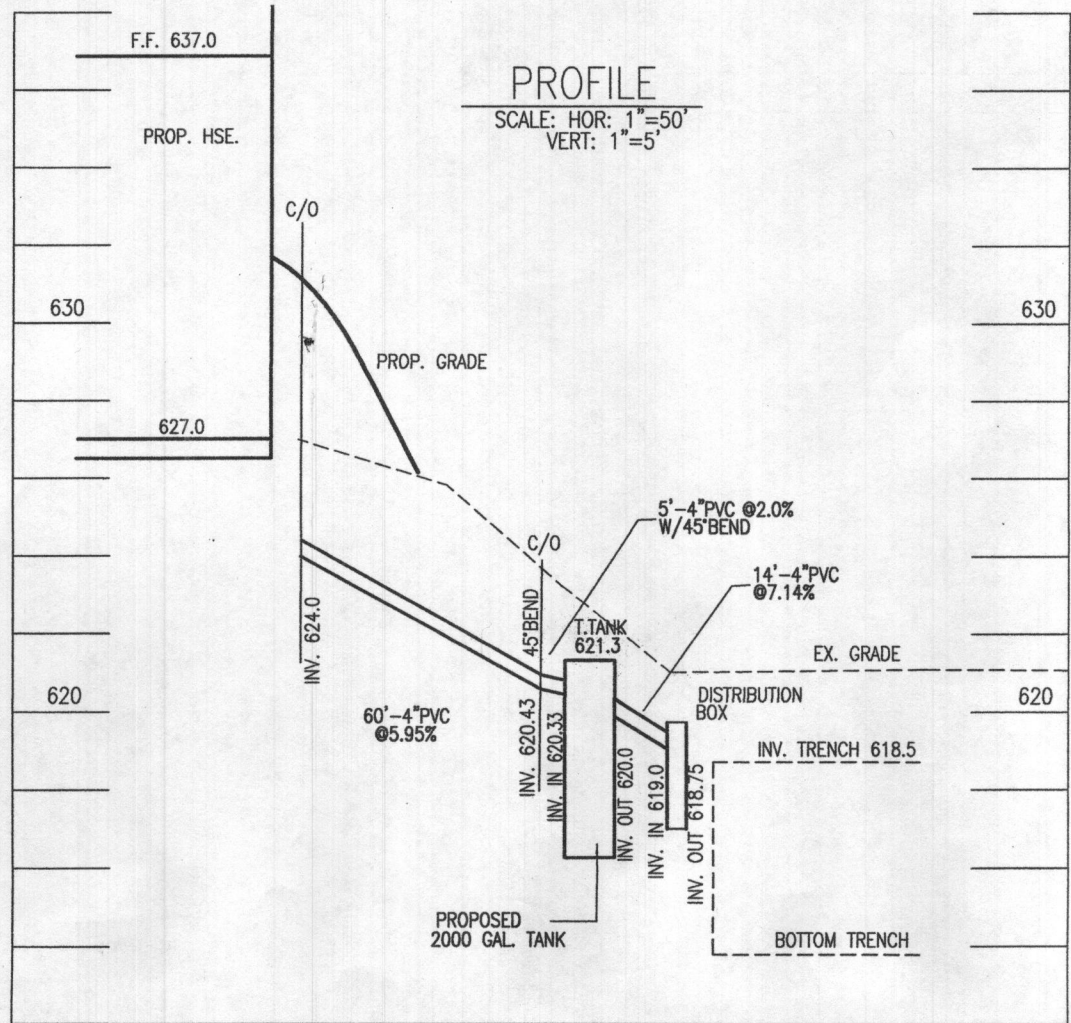 F.F. 637.0
PROFILE
SCALE: HOR: 1"=50'
VERT: 1"=5'
PROP. HSE.
C/O
630
630
PROP. GRADE
627.0
5'-4"PVC @2.0%
W/45°BEND
C/O
14'-4"PVC
@7.14%
INV. 624.0
45°BEND
T.TANK
621.3
EX. GRADE
620
620
DISTRIBUTION
BOX
60'-4"PVC
@5.95%
INV. 620.43
INV. IN 620.33
INV. OUT 620.0
INV. IN 619.0
INV. OUT 618.75
INV. TRENCH 618.5
PROPOSED
2000 GAL. TANK
BOTTOM TRENCH